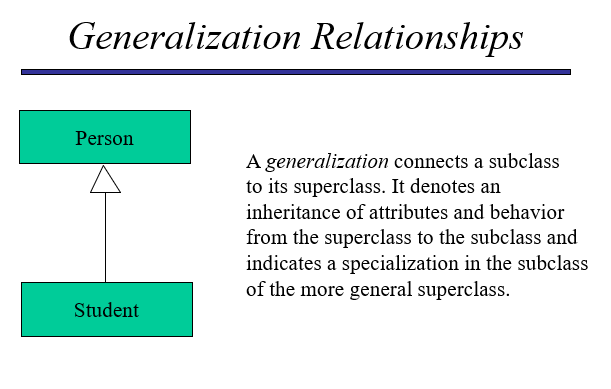 Generalization Relationships
Person
A generalization connects a subclass
to its superclass. It denotes an
inheritance of attributes and behavior
from the superclass to the subclass and
indicates a specialization in the subclass
of the more general superclass.
Student